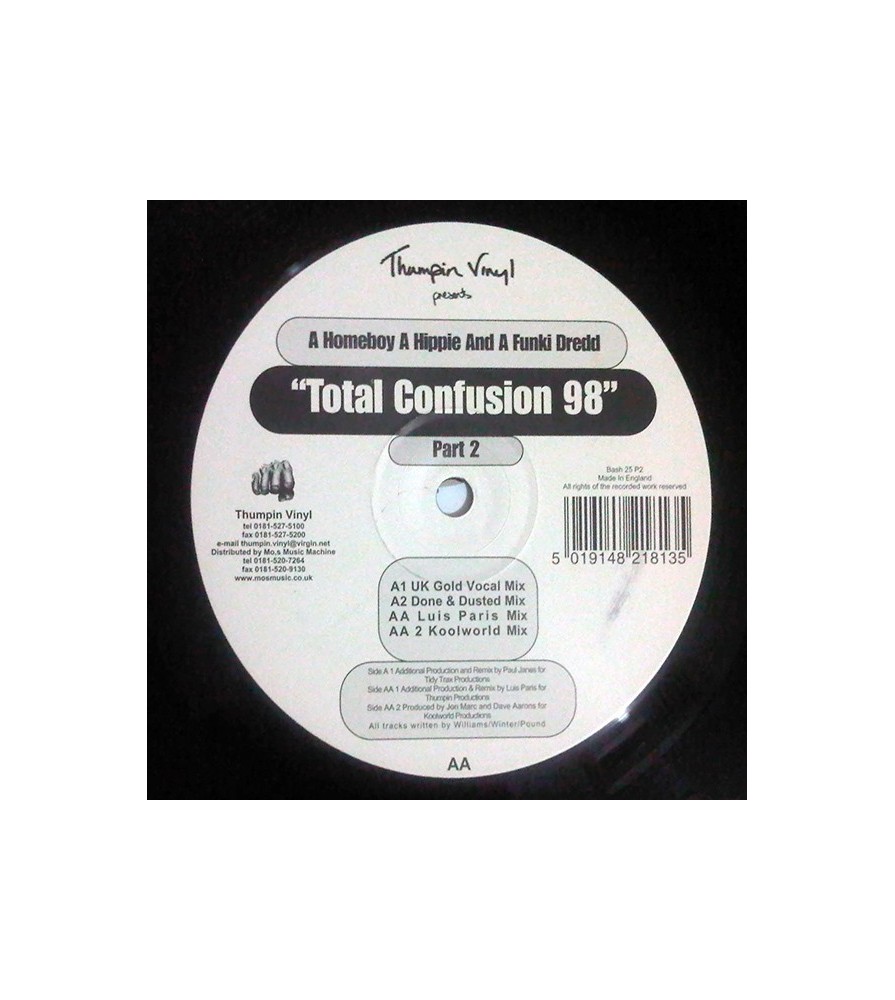 Thumpin Vinyl
presents
A Homeboy A Hippie And A Funki Dredd
“Total Confusion 98”
Part 2
Thumpin Vinyl
tel 0181-527-5100
fax 0181-527-5200
e-mail thumpin.vinyl@virgin.net
Distributed by Mo,s Music Machine
tel 0181-520-7264
fax 0181-520-9130
www.mosmusic.co.uk
Bash 25 P2
Made In England
All rights of the recorded work reserved
5 019148 218135
A1 UK Gold Vocal Mix
A2 Done & Dusted Mix
AA Luis Paris Mix
AA 2 Koolworld Mix
Side A 1 Additional Production and Remix by Paul Janes for
Tidy Trax Productions
Side AA 1 Additional Production & Remix by Luis Paris for
Thumpin Productions
Side AA 2 Produced by Jon Marc and Dave Aarons for
Koolworld Productions
All tracks written by Williams/Winter/Pound
AA